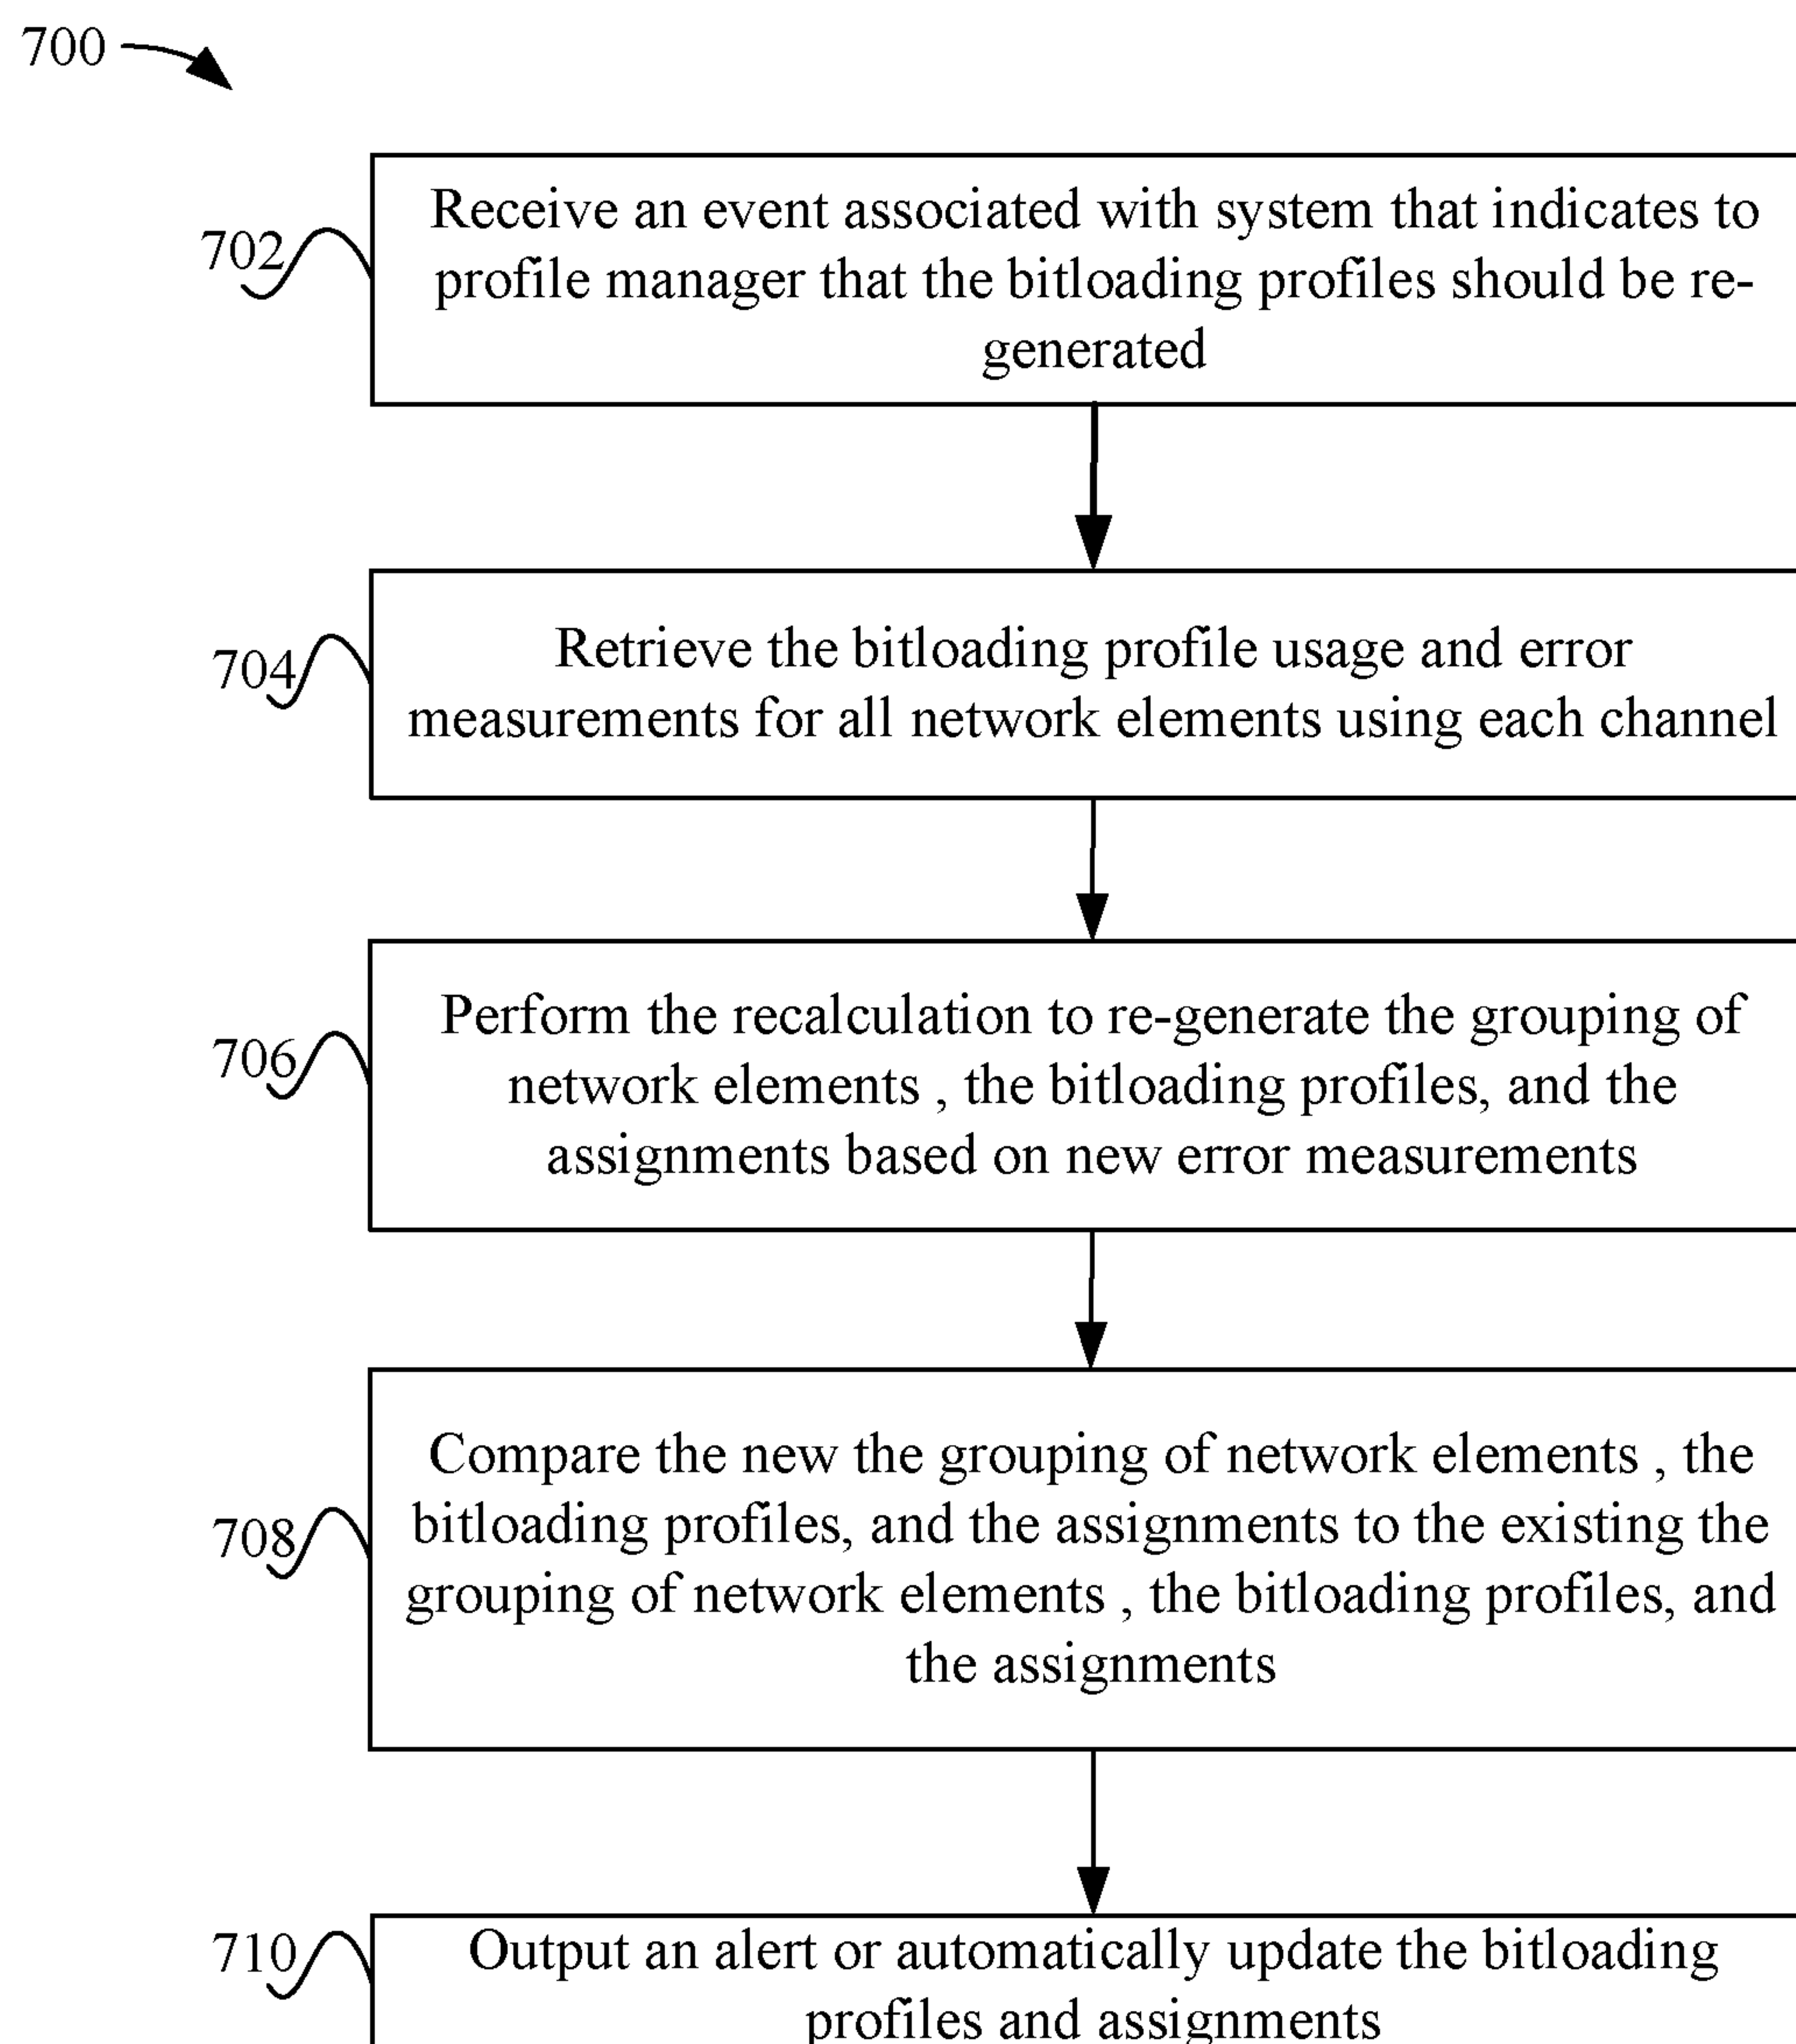 700
702
Receive an event associated with system that indicates to
profile manager that the bitloading profiles should be re-
generated
704
Retrieve the bitloading profile usage and error
measurements for all network elements using each channel
706
Perform the recalculation to re-generate the grouping of
network elements , the bitloading profiles, and the
assignments based on new error measurements
708
Compare the new the grouping of network elements , the
bitloading profiles, and the assignments to the existing the
grouping of network elements , the bitloading profiles, and
the assignments
710
Output an alert or automatically update the bitloading
profiles and assignments